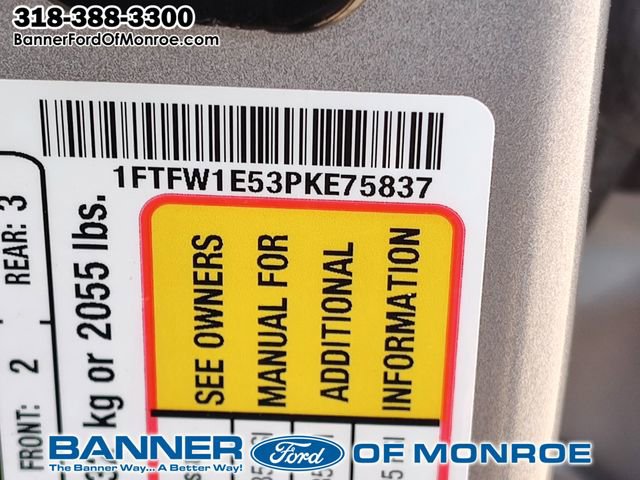 318-388-3300
BannerFordOfMonroe.com
1FTFW1E53PKE75837
SEE OWNERS
MANUAL FOR
ADDITIONAL
INFORMATION
REAR: 3
FRONT: 2
kg or 2055 lbs.
BANNER Ford OF MONROE
The Banner Way... A Better Way!